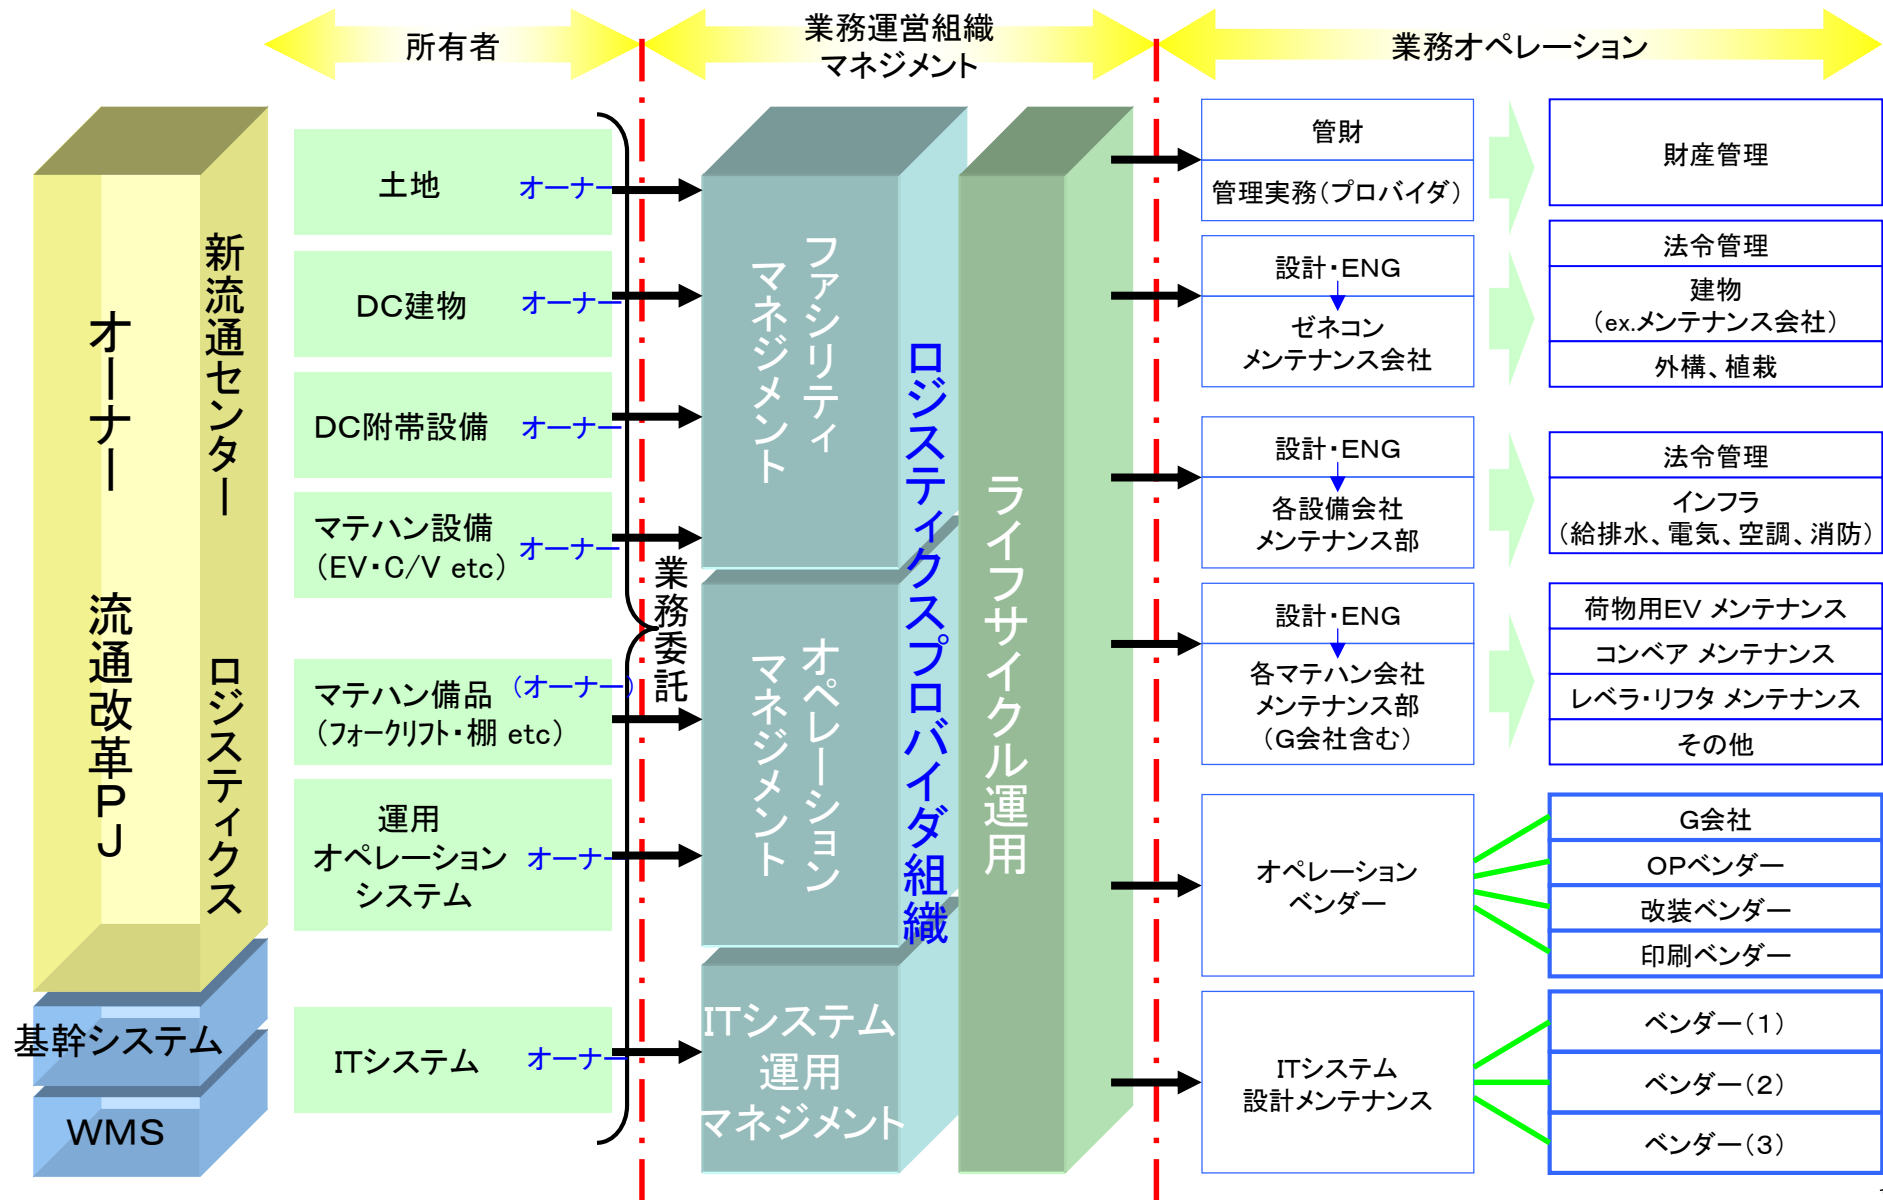 所有者
業務運営組織
マネジメント
業務オペレーション
オーナー 流通改革PJ
新流通センター ロジスティクス
基幹システム
WMS
土地 オーナー
DC建物 オーナー
DC附帯設備 オーナー
マテハン設備
(EV・C/V etc) オーナー
マテハン備品 (オーナー)
(フォークリフト・棚 etc)
運用
オペレーション オーナー
システム
ITシステム オーナー
業務委託
ファシリティ
マネジメント
オペレーション
マネジメント
ITシステム
運用
マネジメント
ロジスティクスプロバイダ組織
ライフサイクル運用
管財
管理実務(プロバイダ)
設計・ENG
ゼネコン
メンテナンス会社
設計・ENG
各設備会社
メンテナンス部
設計・ENG
各マテハン会社
メンテナンス部
(G会社含む)
オペレーション
ベンダー
ITシステム
設計メンテナンス
財産管理
法令管理
建物
(ex.メンテナンス会社)
外構、植栽
法令管理
インフラ
(給排水、電気、空調、消防)
荷物用EV メンテナンス
コンベア メンテナンス
レベラ・リフタ メンテナンス
その他
G会社
OPベンダー
改装ベンダー
印刷ベンダー
ベンダー(1)
ベンダー(2)
ベンダー(3)